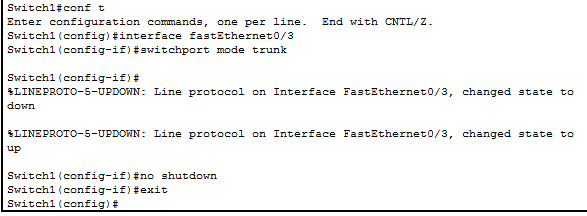 Switch1#conf t
Enter configuration commands, one per line.  End with CNTL/Z.
Switch1(config)#interface fastEthernet0/3
Switch1(config-if)#switchport mode trunk
Switch1(config-if)#
%LINEPROTO-5-UPDOWN: Line protocol on Interface FastEthernet0/3, changed state to
down
%LINEPROTO-5-UPDOWN: Line protocol on Interface FastEthernet0/3, changed state to
up
Switch1(config-if)#no shutdown
Switch1(config-if)#exit
Switch1(config)#